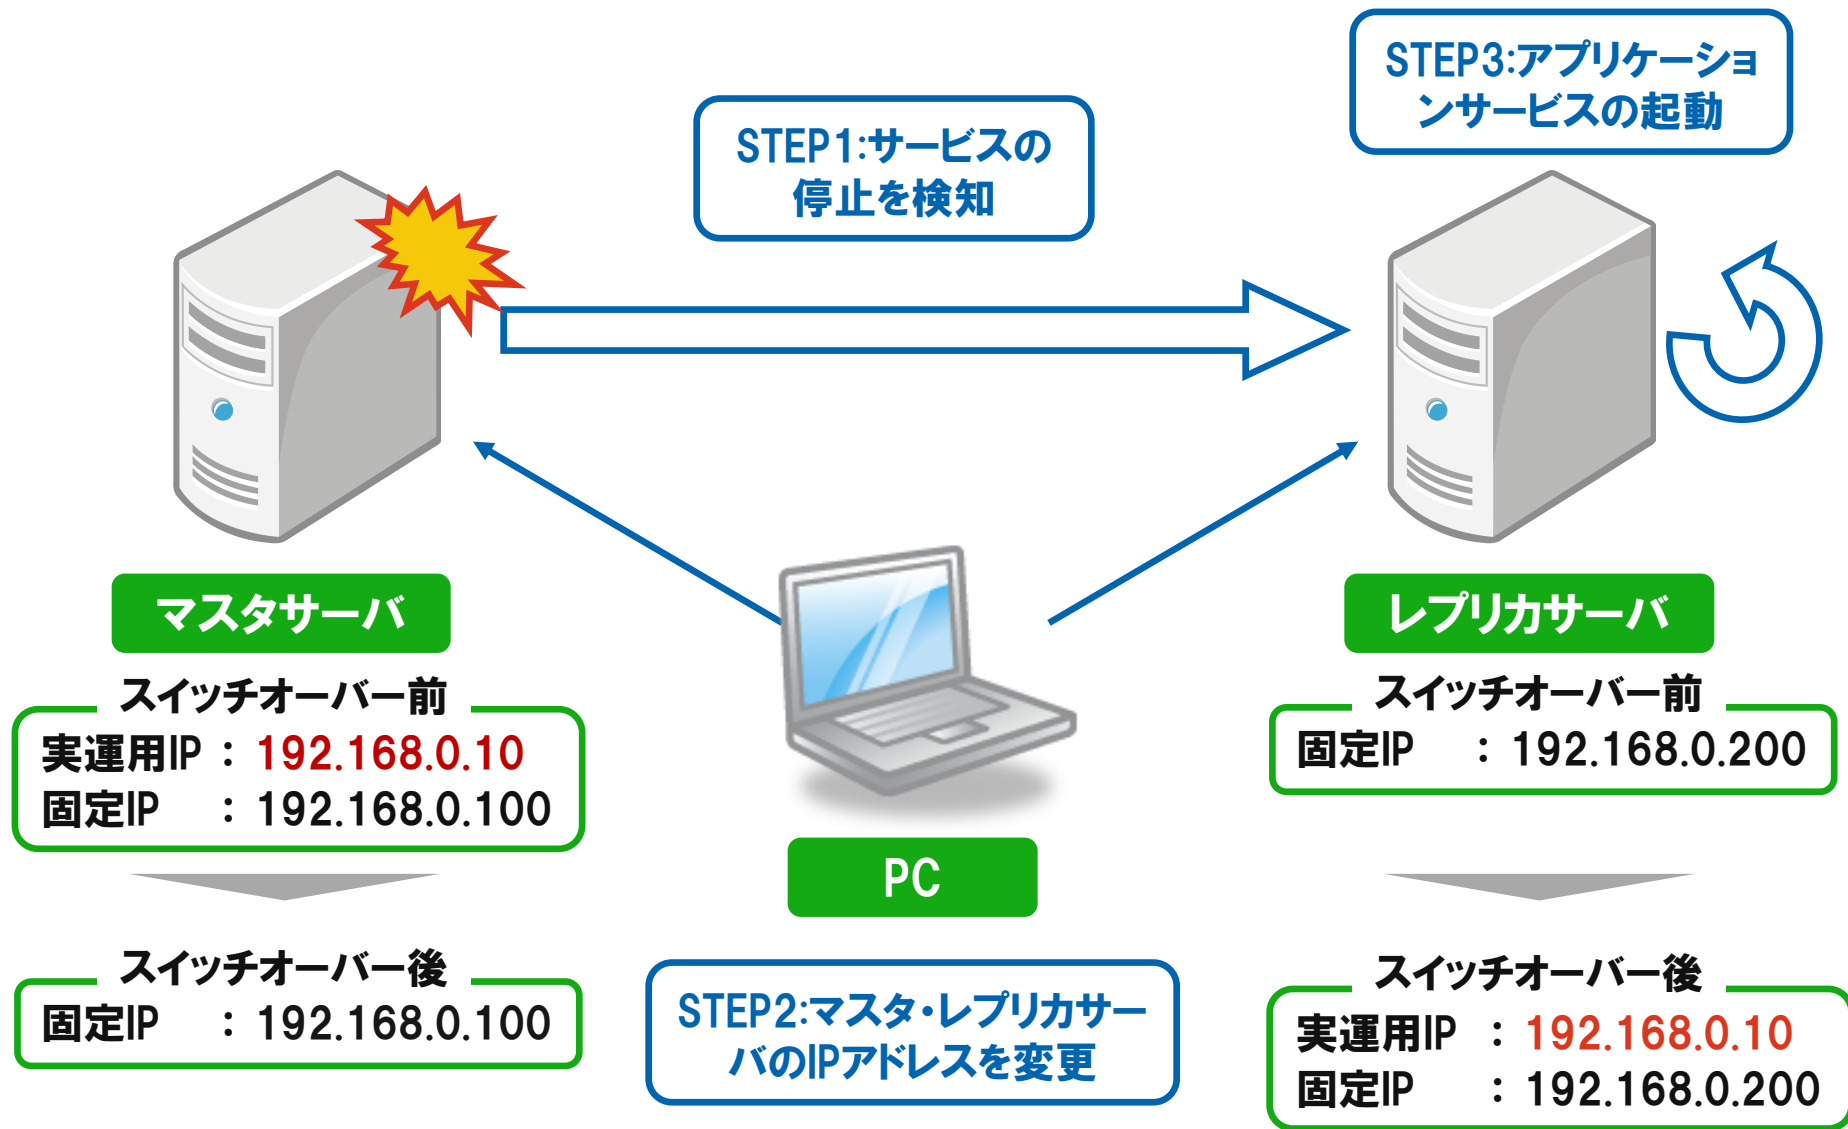 STEP3:アプリケーショ
ンサービスの起動
STEP1:サービスの
停止を検知
マスタサーバ
レプリカサーバ
スイッチオーバー前
実運用IP : 192.168.0.10
固定IP : 192.168.0.100
スイッチオーバー前
固定IP : 192.168.0.200
PC
スイッチオーバー後
固定IP : 192.168.0.100
STEP2:マスタ・レプリカサー
バのIPアドレスを変更
スイッチオーバー後
実運用IP : 192.168.0.10
固定IP : 192.168.0.200